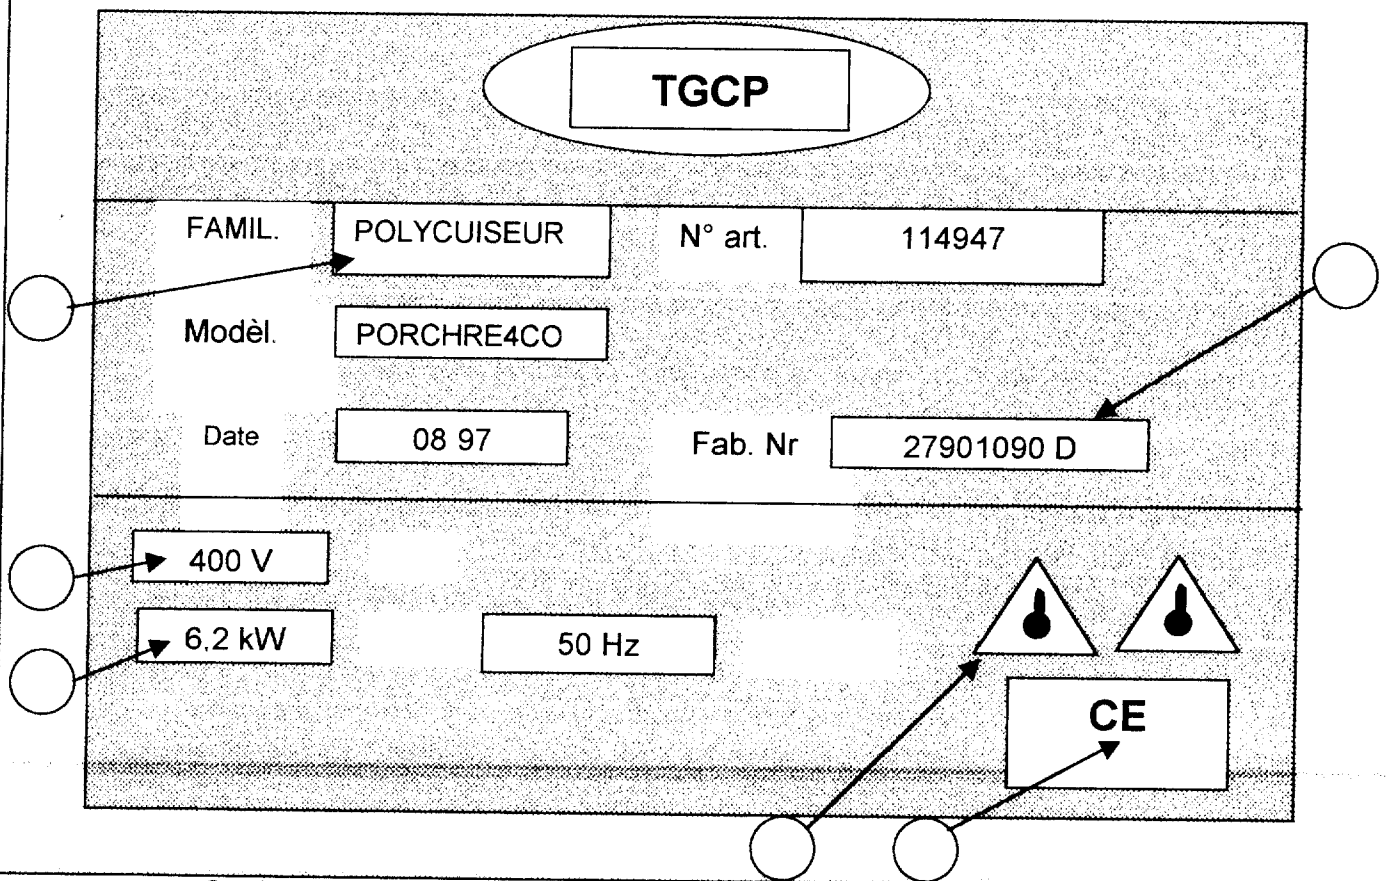 TGCP
FAMIL. POLYCUISEUR N° art. 114947
Modèl. PORCHRE4CO
Date 08 97 Fab. Nr 27901090 D
400 V
6,2 kW 50 Hz
CE